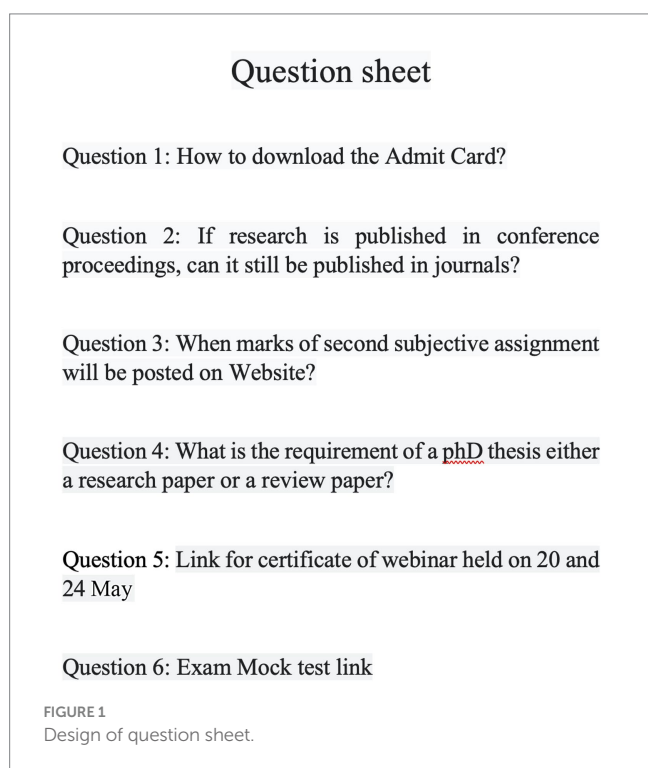 Question sheet
Question 1: How to download the Admit Card?
Question 2: If research is published in conference
proceedings, can it still be published in journals?
Question 3: When marks of second subjective assignment
will be posted on Website?
Question 4: What is the requirement of a phD thesis either
a research paper or a review paper?
Question 5: Link for certificate of webinar held on 20 and
24 May
Question 6: Exam Mock test link
FIGURE 1
Design of question sheet.